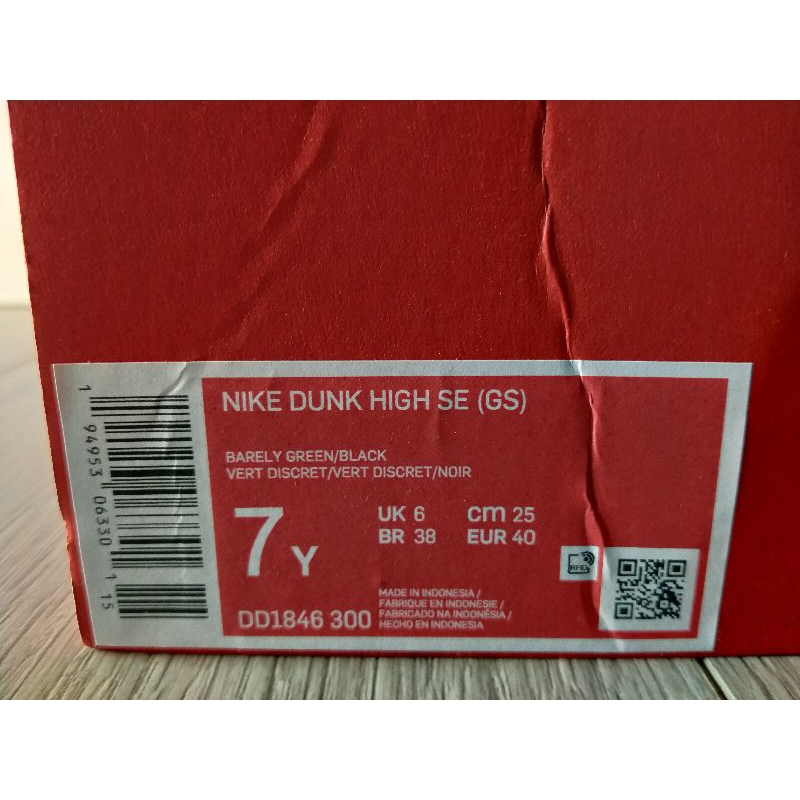 NIKE DUNK HIGH SE (GS)
BARELY GREEN/BLACK
VERT DISCRET/VERT DISCRET/NOIR
7 Y
UK 6 cm 25
BR 38 EUR 40
DD1846 300
MADE IN INDONESIA /
FABRIQUE EN INDONESIE /
FABRICADO NA INDONÉSIA /
HECHO EN INDONESIA
RFID
1 94953 06330 1 15